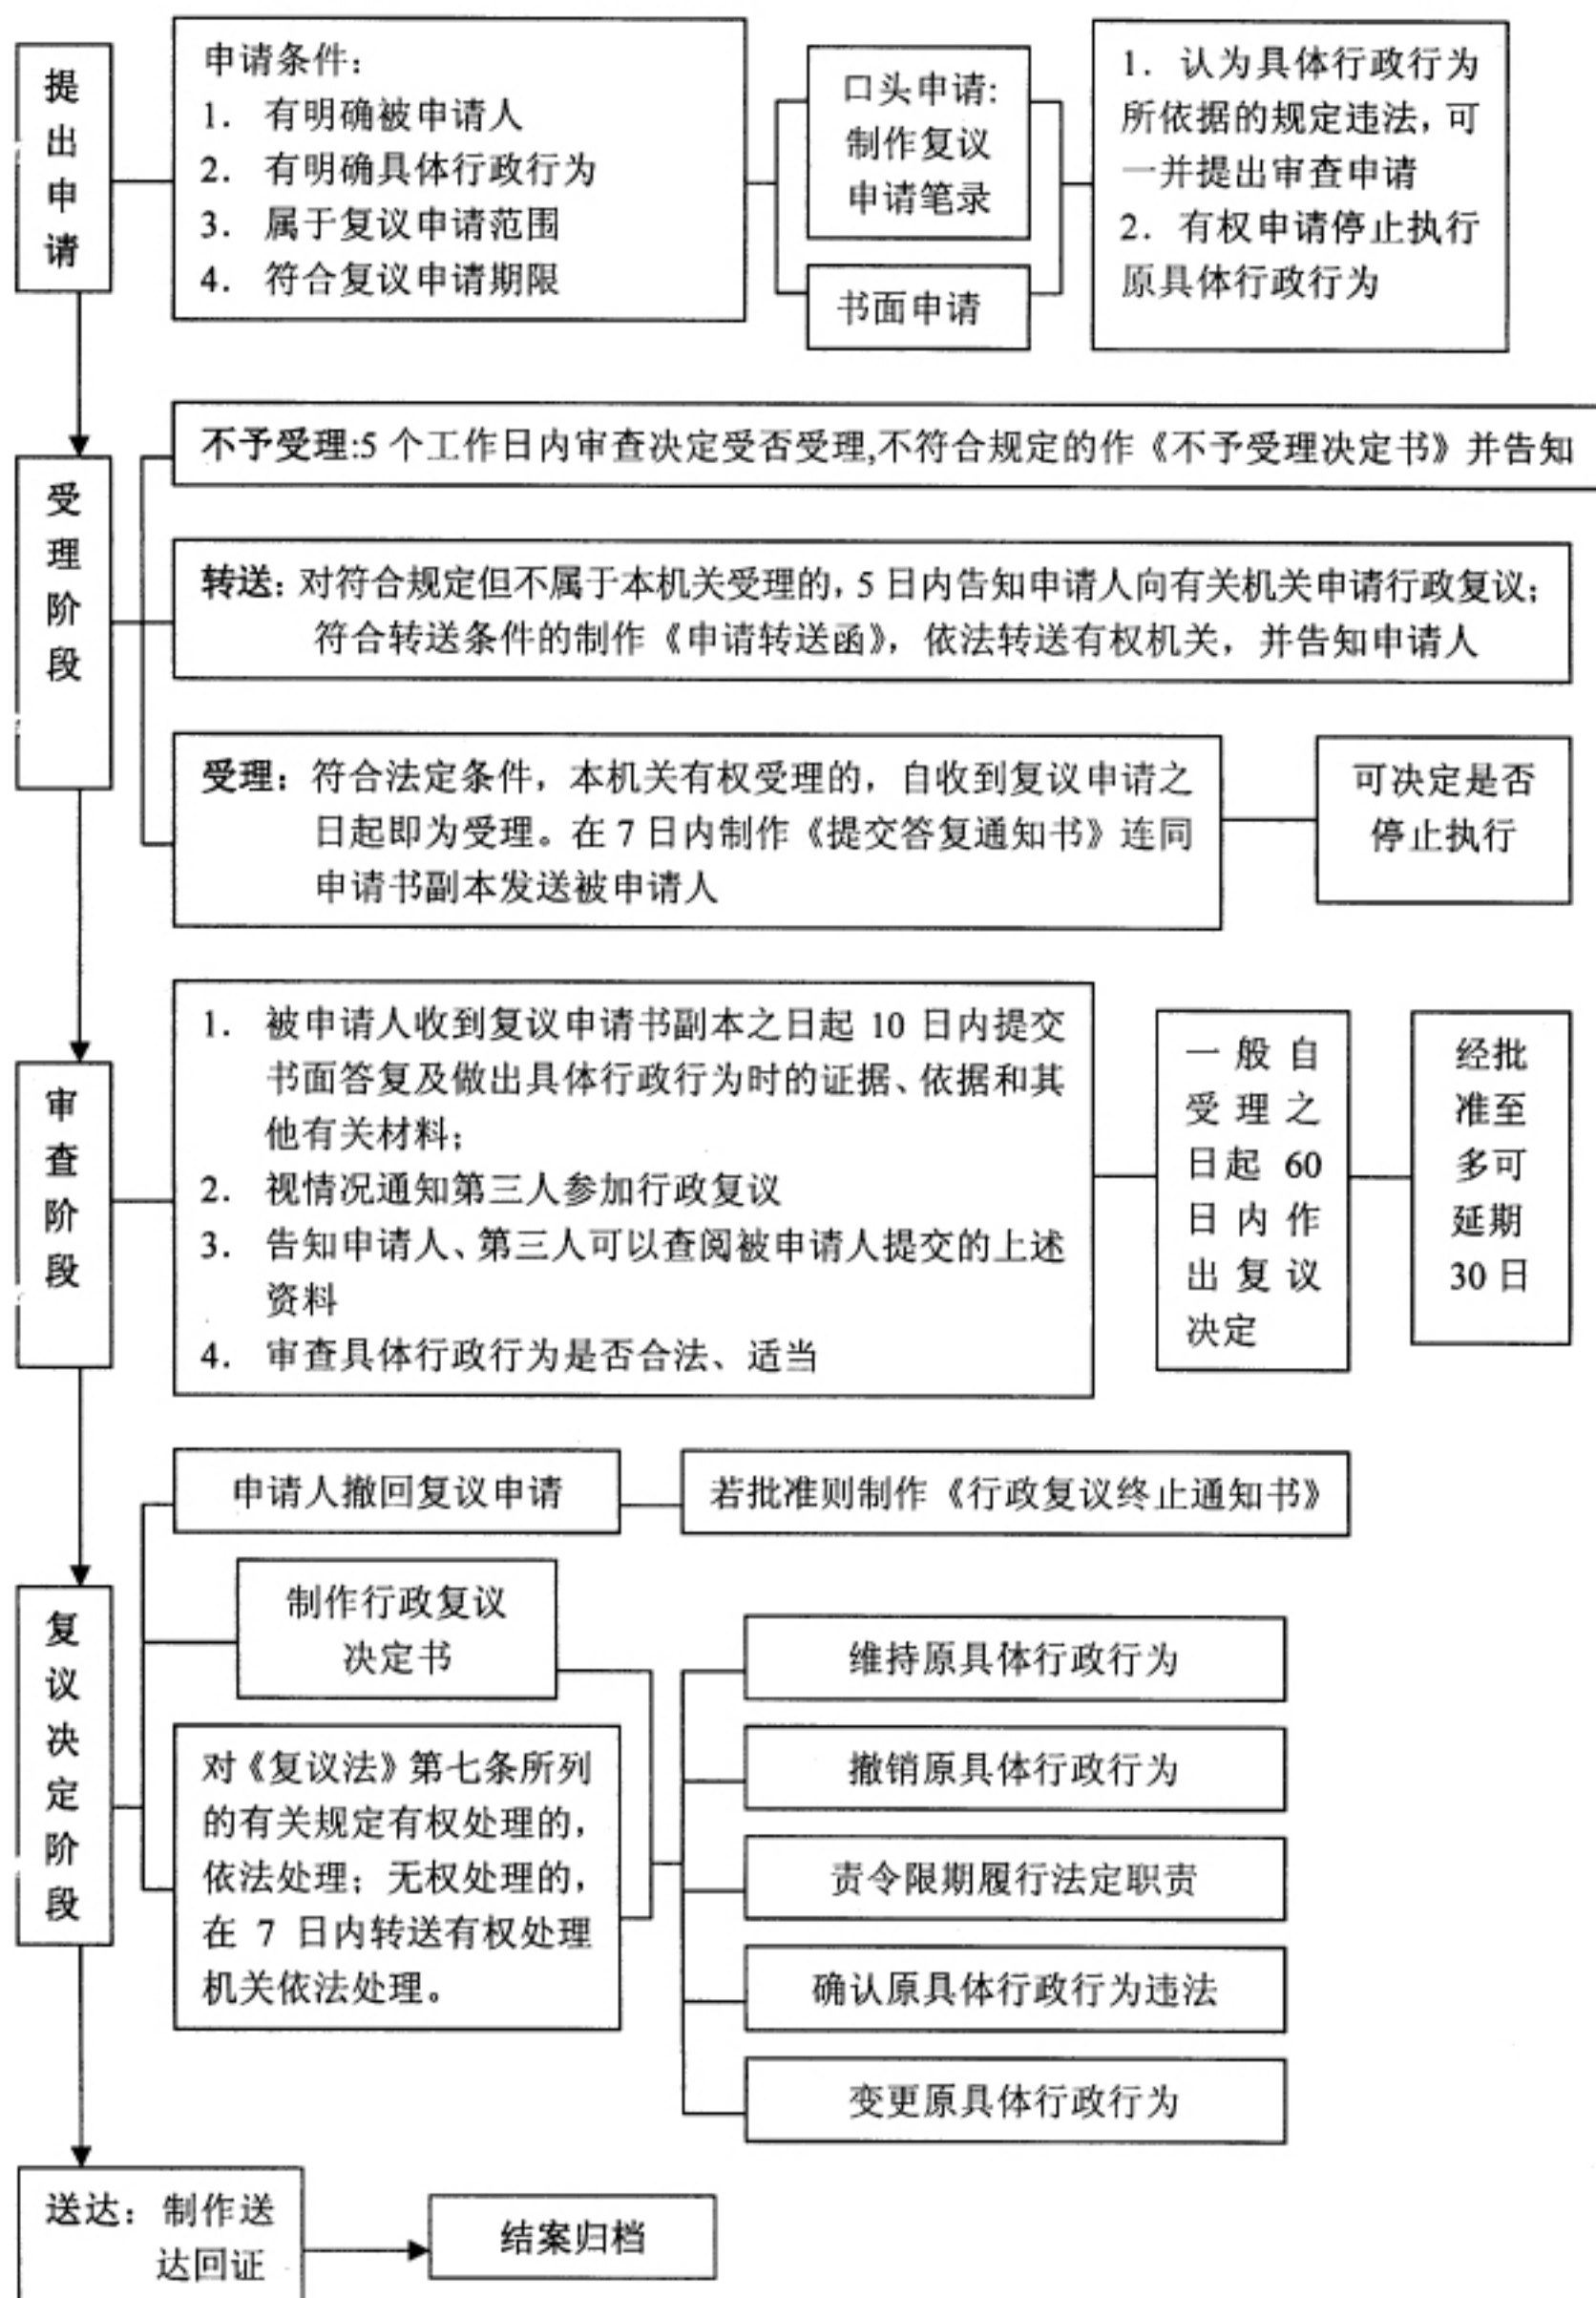 提
出
申
请
申请条件：
1. 有明确被申请人
2. 有明确具体行政行为
3. 属于复议申请范围
4. 符合复议申请期限
口头申请:
制作复议
申请笔录
书面申请
1. 认为具体行政行为
所依据的规定违法，可
一并提出审查申请
2. 有权申请停止执行
原具体行政行为
受
理
阶
段
不予受理:5 个工作日内审查决定受否受理,不符合规定的作《不予受理决定书》并告知
转送：对符合规定但不属于本机关受理的，5 日内告知申请人向有关机关申请行政复议；
符合转送条件的制作《申请转送函》，依法转送有权机关，并告知申请人
受理：符合法定条件，本机关有权受理的，自收到复议申请之
日起即为受理。在 7 日内制作《提交答复通知书》连同
申请书副本发送被申请人
可决定是否
停止执行
审
查
阶
段
1. 被申请人收到复议申请书副本之日起 10 日内提交
书面答复及做出具体行政行为时的证据、依据和其
他有关材料；
2. 视情况通知第三人参加行政复议
3. 告知申请人、第三人可以查阅被申请人提交的上述
资料
4. 审查具体行政行为是否合法、适当
一般自
受理之
日起 60
日内作
出复议
决定
经批
准至
多可
延期
30 日
复
议
决
定
阶
段
申请人撤回复议申请
若批准则制作《行政复议终止通知书》
制作行政复议
决定书
对《复议法》第七条所列
的有关规定有权处理的，
依法处理；无权处理的，
在 7 日内转送有权处理
机关依法处理。
维持原具体行政行为
撤销原具体行政行为
责令限期履行法定职责
确认原具体行政行为违法
变更原具体行政行为
送达：制作送
达回证
结案归档